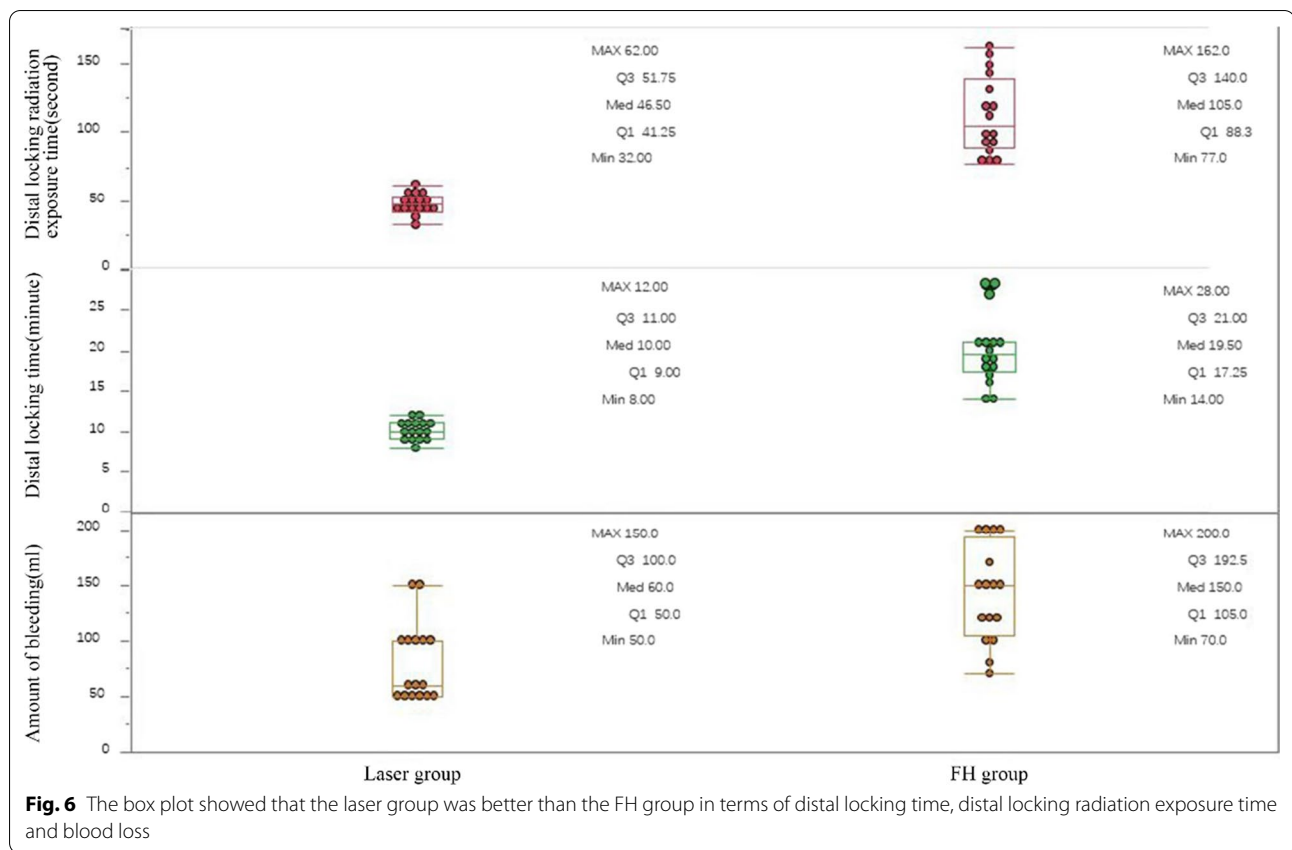 Distal locking radiation
exposure time(second)
150
100
50
0
MAX 62.00
Q3 51.75
Med 46.50
Q1 41.25
Min 32.00
MAX 162.0
Q3 140.0
Med 105.0
Q1 88.3
Min 77.0
Distal locking time(minute)
25
20
15
10
5
0
MAX 12.00
Q3 11.00
Med 10.00
Q1 9.00
Min 8.00
MAX 28.00
Q3 21.00
Med 19.50
Q1 17.25
Min 14.00
Amount of bleeding(ml)
200
150
100
50
0
MAX 150.0
Q3 100.0
Med 60.0
Q1 50.0
Min 50.0
MAX 200.0
Q3 192.5
Med 150.0
Q1 105.0
Min 70.0
Laser group
FH group
Fig. 6 The box plot showed that the laser group was better than the FH group in terms of distal locking time, distal locking radiation exposure time
and blood loss